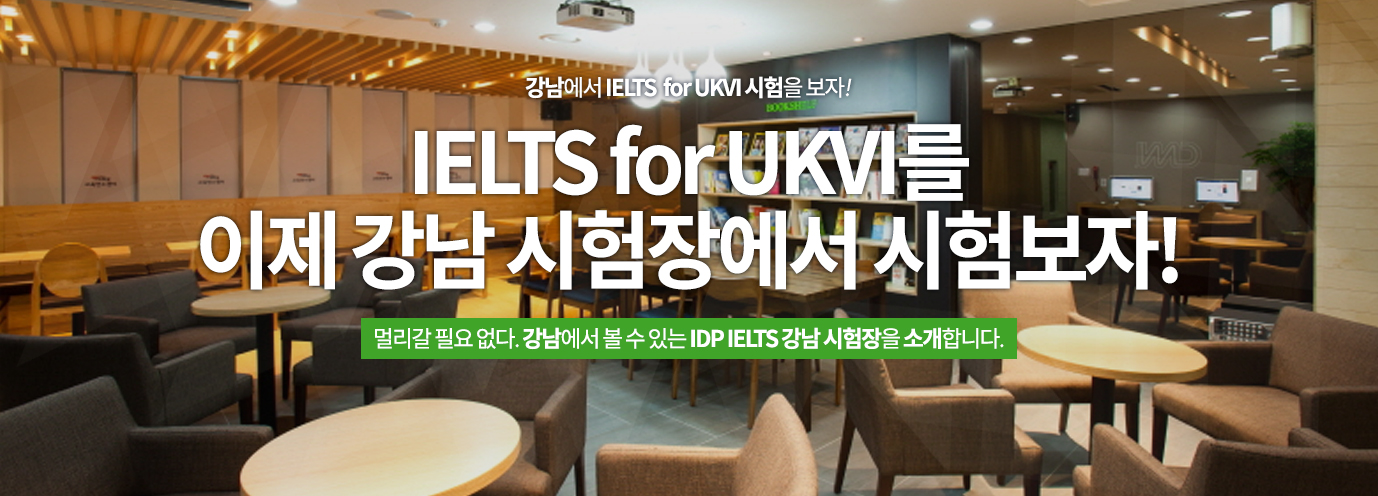 강남에서 IELTS for UKVI 시험을 보자!
BOOKSHELF
IELTS for UKVI를
이제 강남 시험장에서 시험보자!
멀리갈 필요 없다. 강남에서 볼 수 있는 IDP IELTS 강남 시험장을 소개합니다.